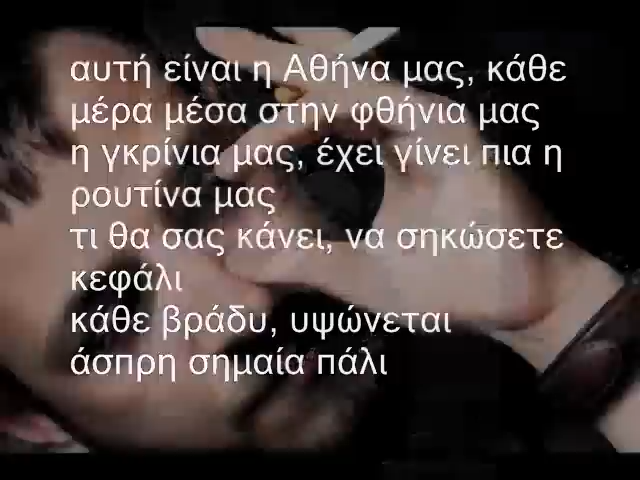 αυτή είναι η Αθήνα μας, κάθε
μέρα μέσα στην φθήνια μας
η γκρίνια μας, έχει γίνει πια η
ρουτίνα μας
τι θα σας κάνει, να σηκώσετε
κεφάλι
κάθε βράδυ, υψώνεται
άσπρη σημαία πάλι